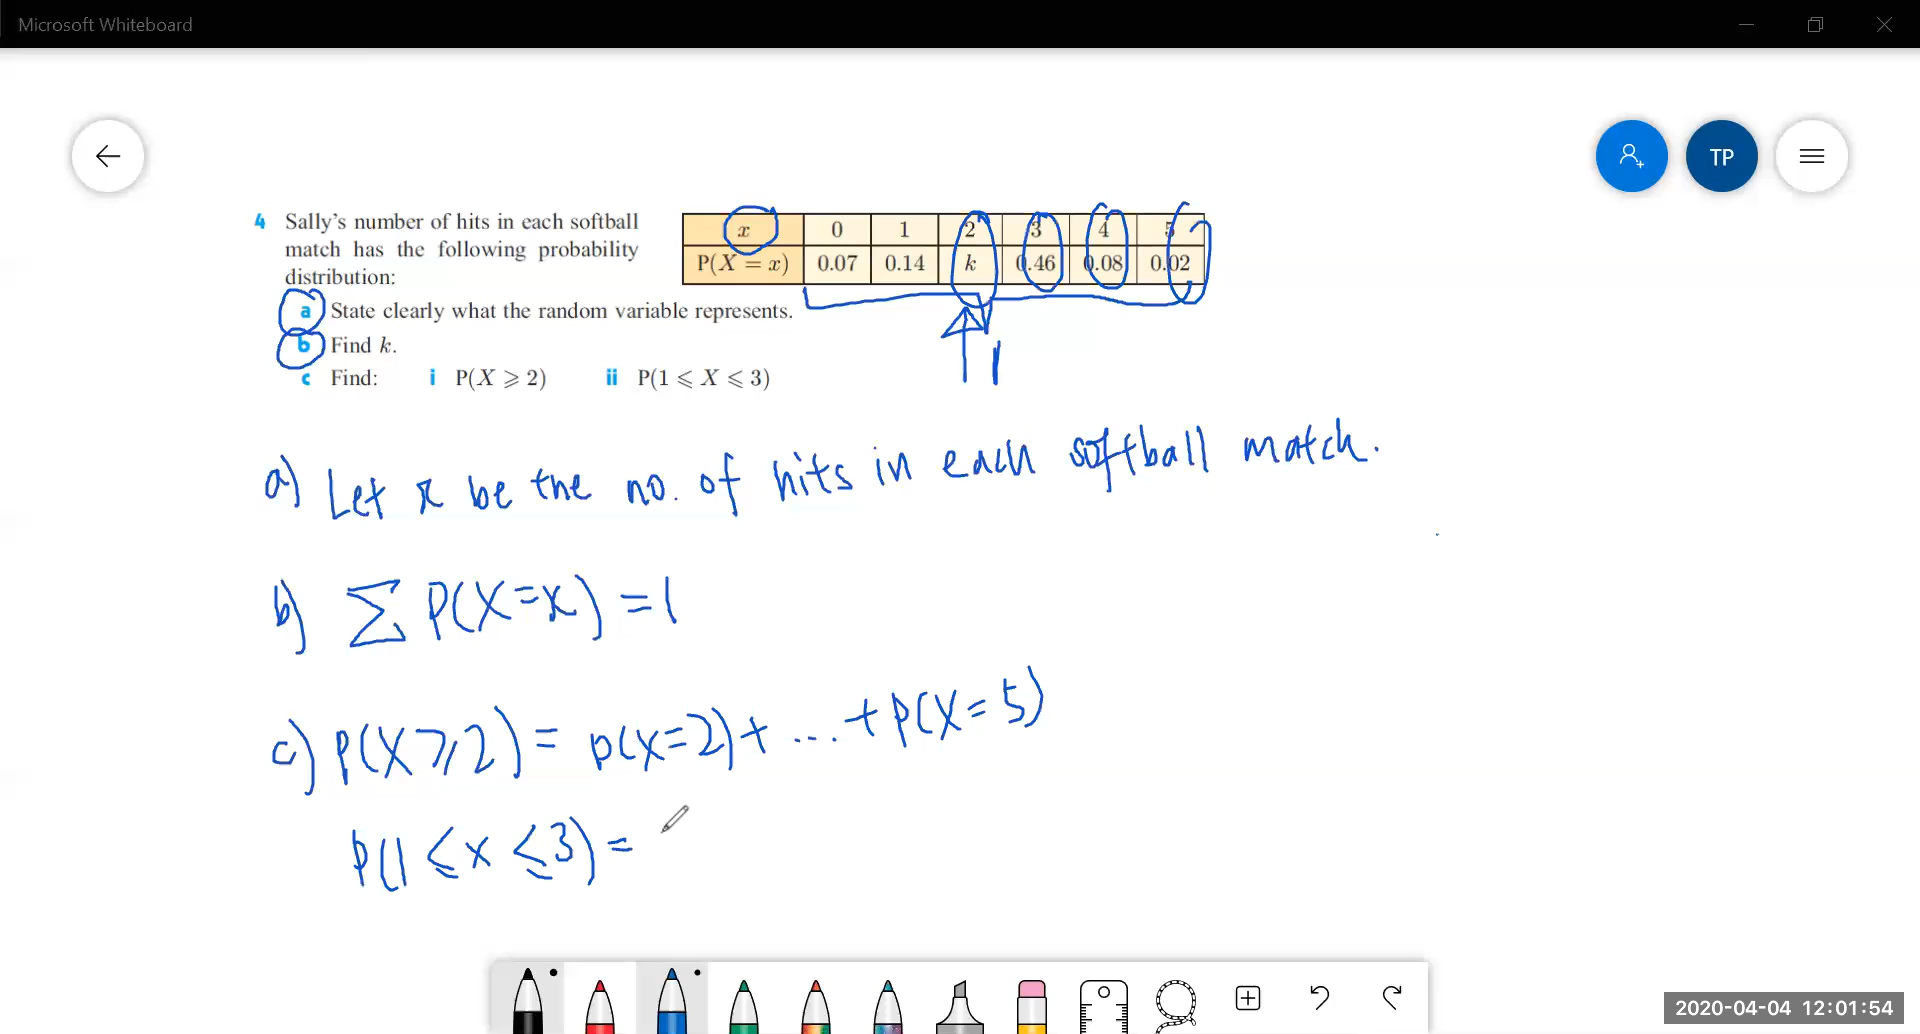 Microsoft Whiteboard
TP
4 Sally's number of hits in each softball
match has the following probability
distribution:
x 0 1 2 3 4 5
P(X = x) 0.07 0.14 k 0.46 0.08 0.02
a State clearly what the random variable represents.
b Find k.
c Find: i P(X ⩾ 2) ii P(1 ⩽ X ⩽ 3)
1
a) Let x be the no. of hits in each softball match.
b) ∑ P(X=x) = 1
c) P(X⩾2) = p(x=2) + ... + P(X=5)
P(1 ≤ x ≤ 3) =
2020-04-04 12:01:54